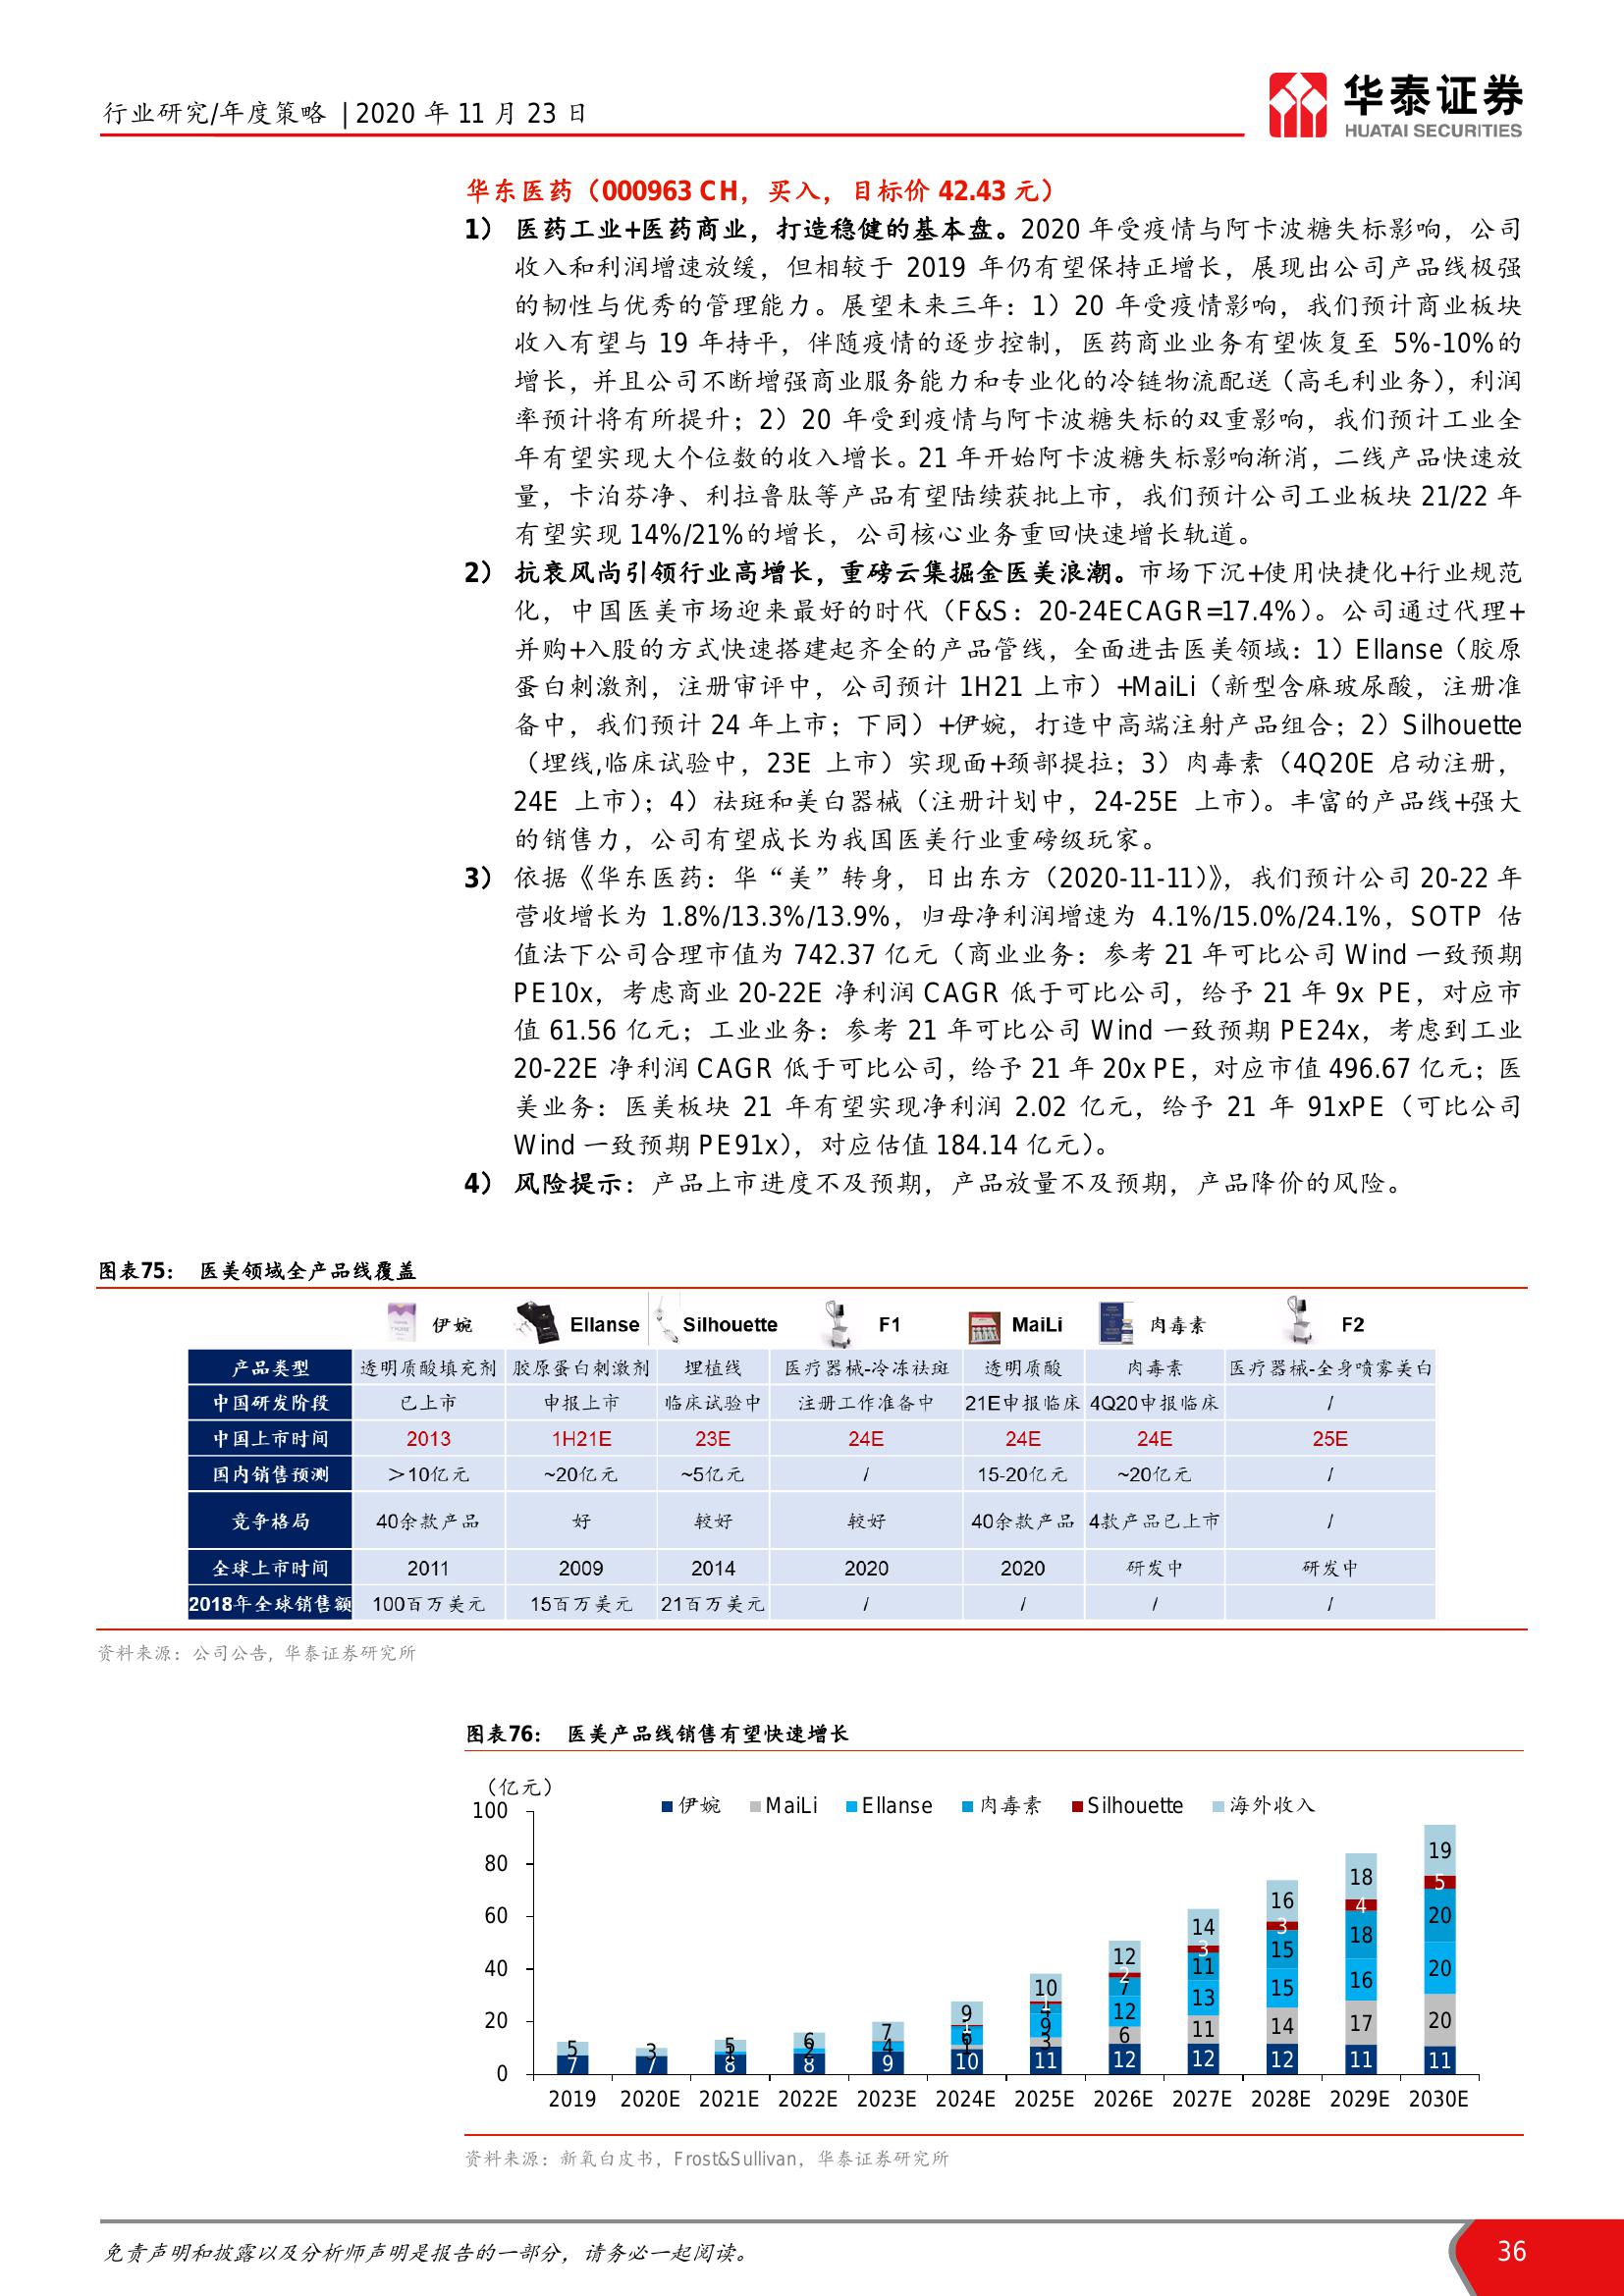 行业研究/年度策略 | 2020 年 11 月 23 日
华泰证券
HUATAI SECURITIES
华东医药（000963 CH，买入，目标价 42.43 元）
1） 医药工业+医药商业，打造稳健的基本盘。2020 年受疫情与阿卡波糖失标影响，公司
收入和利润增速放缓，但相较于 2019 年仍有望保持正增长，展现出公司产品线极强
的韧性与优秀的管理能力。展望未来三年：1）20 年受疫情影响，我们预计商业板块
收入有望与 19 年持平，伴随疫情的逐步控制，医药商业业务有望恢复至 5%-10%的
增长，并且公司不断增强商业服务能力和专业化的冷链物流配送（高毛利业务），利润
率预计将有所提升；2）20 年受到疫情与阿卡波糖失标的双重影响，我们预计工业全
年有望实现大个位数的收入增长。21 年开始阿卡波糖失标影响渐消，二线产品快速放
量，卡泊芬净、利拉鲁肽等产品有望陆续获批上市，我们预计公司工业板块 21/22 年
有望实现 14%/21%的增长，公司核心业务重回快速增长轨道。
2） 抗衰风尚引领行业高增长，重磅云集掘金医美浪潮。市场下沉+使用快捷化+行业规范
化，中国医美市场迎来最好的时代（F&S：20-24ECAGR=17.4%）。公司通过代理+
并购+入股的方式快速搭建起齐全的产品管线，全面进击医美领域：1）Ellanse（胶原
蛋白刺激剂，注册审评中，公司预计 1H21 上市）+MaiLi（新型含麻玻尿酸，注册准
备中，我们预计 24 年上市；下同）+伊婉，打造中高端注射产品组合；2）Silhouette
（埋线,临床试验中，23E 上市）实现面+颈部提拉；3）肉毒素（4Q20E 启动注册，
24E 上市）；4）祛斑和美白器械（注册计划中，24-25E 上市）。丰富的产品线+强大
的销售力，公司有望成长为我国医美行业重磅级玩家。
3） 依据《华东医药：华“美”转身，日出东方（2020-11-11）》，我们预计公司 20-22 年
营收增长为 1.8%/13.3%/13.9%，归母净利润增速为 4.1%/15.0%/24.1%，SOTP 估
值法下公司合理市值为 742.37 亿元（商业业务：参考 21 年可比公司 Wind 一致预期
PE10x，考虑商业 20-22E 净利润 CAGR 低于可比公司，给予 21 年 9x PE，对应市
值 61.56 亿元；工业业务：参考 21 年可比公司 Wind 一致预期 PE24x，考虑到工业
20-22E 净利润 CAGR 低于可比公司，给予 21 年 20x PE，对应市值 496.67 亿元；医
美业务：医美板块 21 年有望实现净利润 2.02 亿元，给予 21 年 91xPE（可比公司
Wind 一致预期 PE91x），对应估值 184.14 亿元）。
4） 风险提示：产品上市进度不及预期，产品放量不及预期，产品降价的风险。
图表75： 医美领域全产品线覆盖
伊婉 Ellanse Silhouette F1 MaiLi 肉毒素 F2
产品类型 透明质酸填充剂 胶原蛋白刺激剂 埋植线 医疗器械-冷冻祛斑 透明质酸 肉毒素 医疗器械-全身喷雾美白
中国研发阶段 已上市 申报上市 临床试验中 注册工作准备中 21E申报临床 4Q20申报临床 /
中国上市时间 2013 1H21E 23E 24E 24E 24E 25E
国内销售预测 ＞10亿元 ~20亿元 ~5亿元 / 15-20亿元 ~20亿元 /
竞争格局 40余款产品 好 较好 较好 40余款产品 4款产品已上市 /
全球上市时间 2011 2009 2014 2020 2020 研发中 研发中
2018年全球销售额 100百万美元 15百万美元 21百万美元 / / / /
资料来源：公司公告, 华泰证券研究所
图表76： 医美产品线销售有望快速增长
（亿元）
伊婉 MaiLi Ellanse 肉毒素 Silhouette 海外收入
100
80
60
40
20
0
5 3 5 6 7 9 10 12 14 16 18 19
1 1 2 3 3 4 5
7 11 15 18 20
2 4 6 9 12 13 15 16 20
3 6 11 14 17 20
7 7 8 8 9 10 11 12 12 12 11 11
2019 2020E 2021E 2022E 2023E 2024E 2025E 2026E 2027E 2028E 2029E 2030E
资料来源：新氧白皮书，Frost&Sullivan，华泰证券研究所
免责声明和披露以及分析师声明是报告的一部分，请务必一起阅读。
36